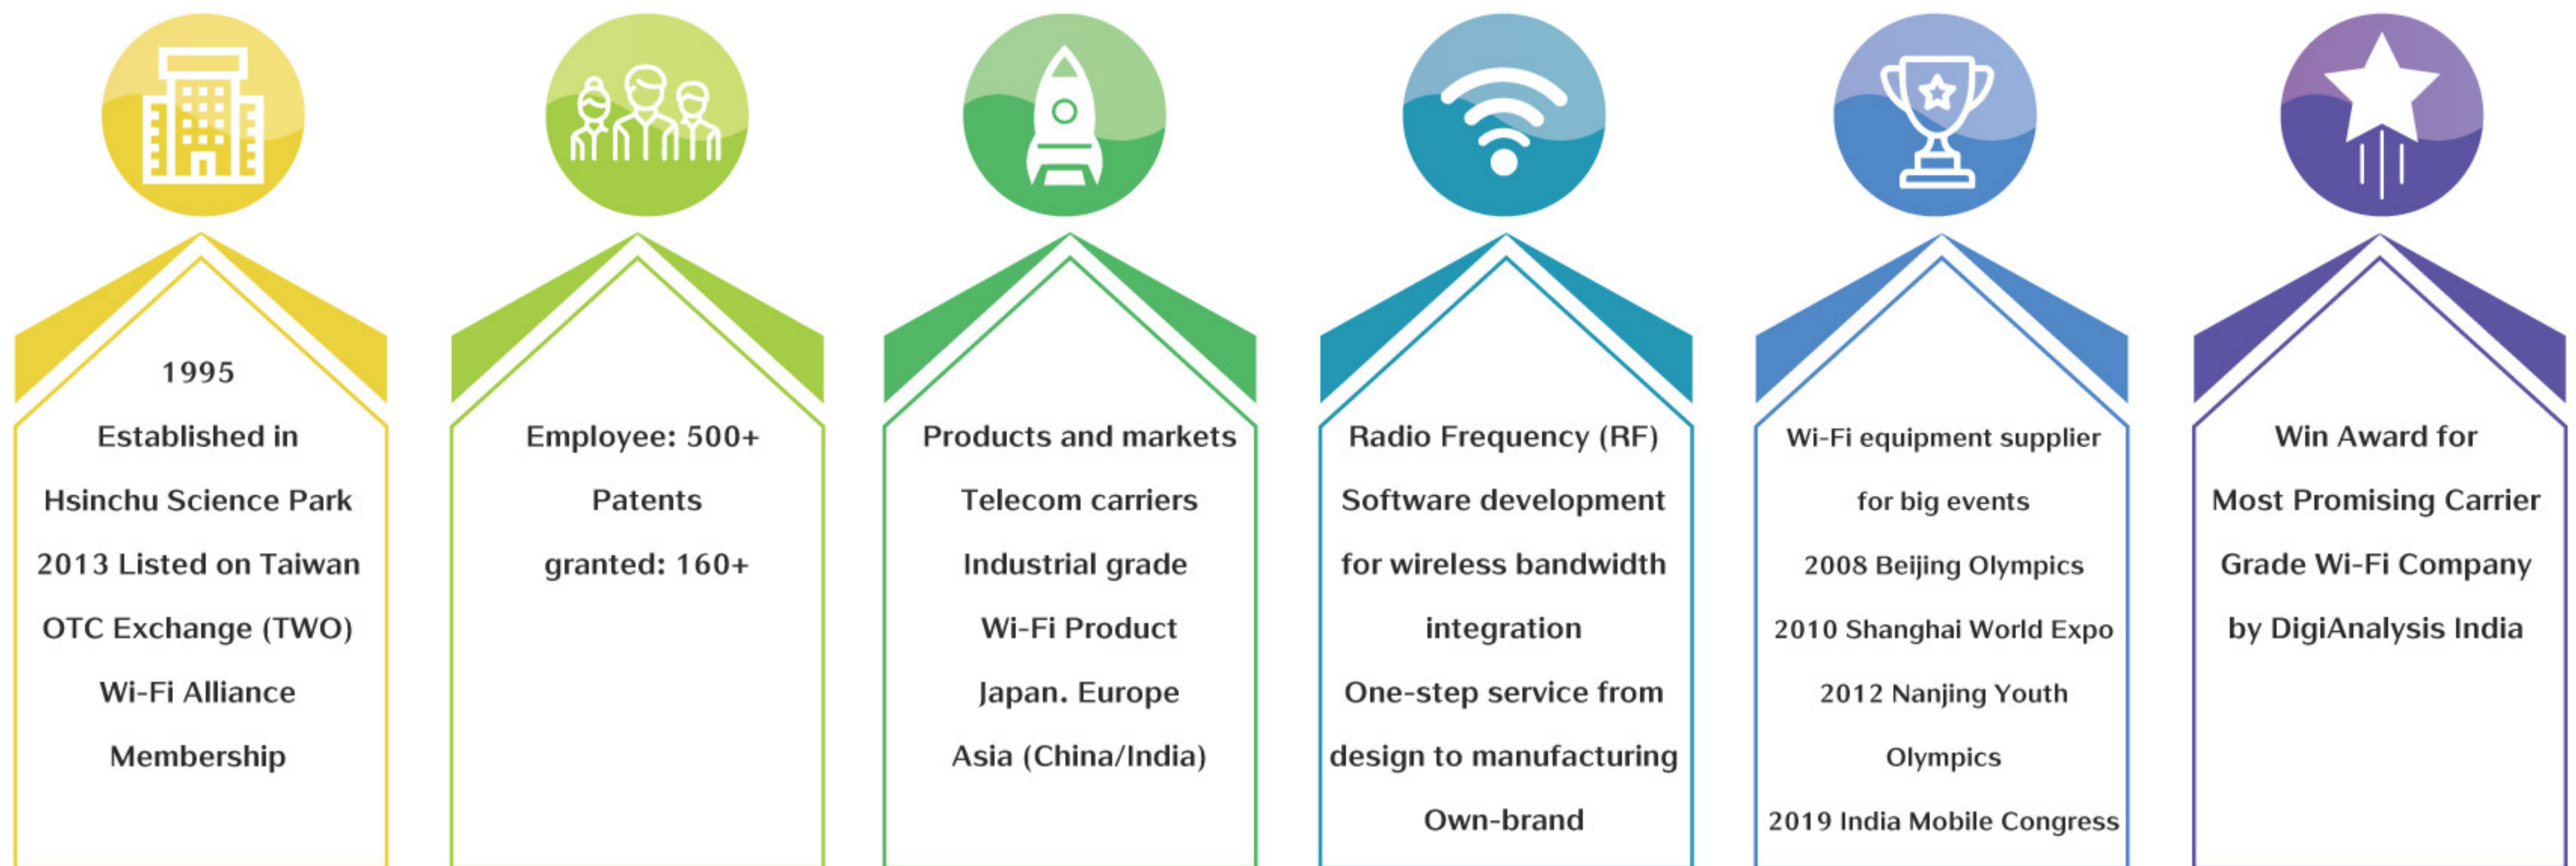 1995
Established in
Hsinchu Science Park
2013 Listed on Taiwan
OTC Exchange (TWO)
Wi-Fi Alliance
Membership
Employee: 500+
Patents
granted: 160+
Products and markets
Telecom carriers
Industrial grade
Wi-Fi Product
Japan. Europe
Asia (China/India)
Radio Frequency (RF)
Software development
for wireless bandwidth
integration
One-step service from
design to manufacturing
Own-brand
Wi-Fi equipment supplier
for big events
2008 Beijing Olympics
2010 Shanghai World Expo
2012 Nanjing Youth
Olympics
2019 India Mobile Congress
Win Award for
Most Promising Carrier
Grade Wi-Fi Company
by DigiAnalysis India